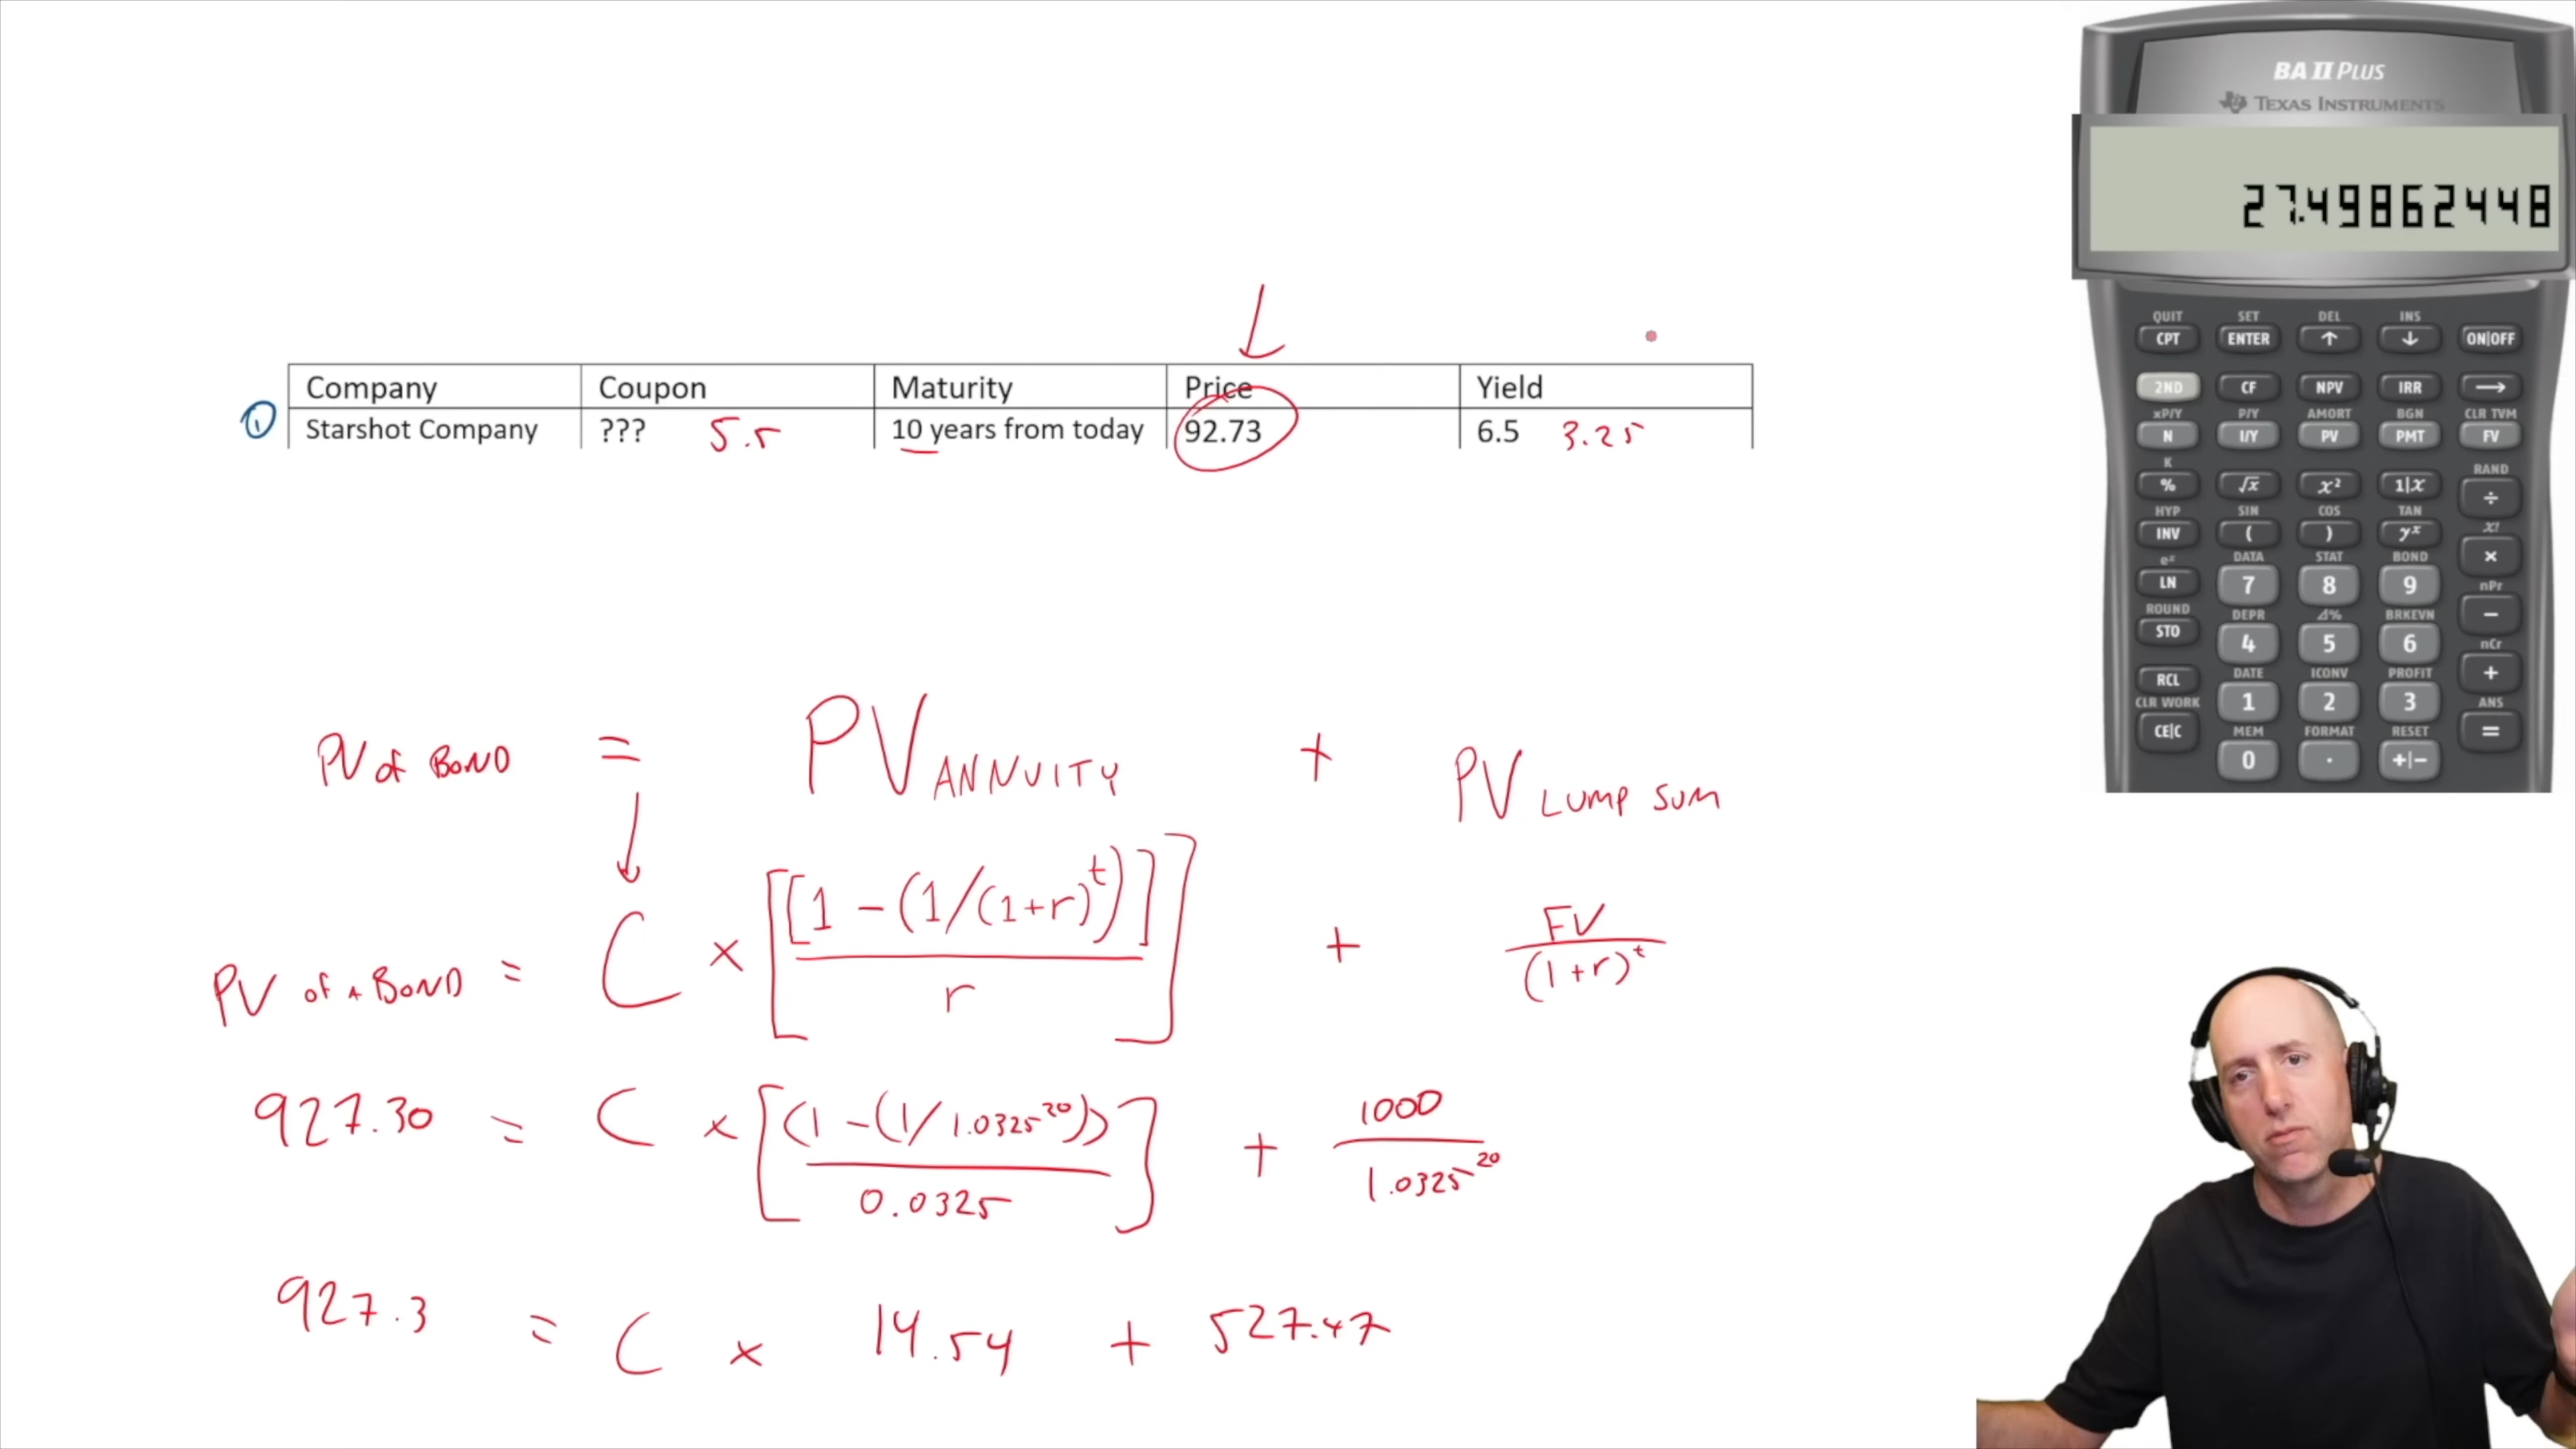 BA II PLUS
TEXAS INSTRUMENTS
27.49862448
QUIT SET DEL INS
CPT ENTER ↑ ↓ ON|OFF
2ND CF NPV IRR →
xP/Y P/Y AMORT BGN CLR TVM
N I/Y PV PMT FV
K RAND
% √x x² 1|x ÷
HYP SIN COS TAN x!
INV ( ) yˣ ×
eˣ DATA STAT BOND nPr
LN 7 8 9 −
ROUND DEPR Δ% BRKEVN nCr
STO 4 5 6 +
DATE ICONV PROFIT ANS
RCL 1 2 3 =
CLR WORK MEM FORMAT RESET
CE|C 0 . +|−
Company Coupon Maturity Price Yield
① Starshot Company ??? 5.5 10 years from today 92.73 6.5 3.25
PV of BOND = PV ANNUITY + PV LUMP SUM
PV of a BOND = C × [[1 − (1/(1+r)^t)] / r] + FV / (1+r)^t
927.30 = C × [(1 − (1/1.0325^20)) / 0.0325] + 1000 / 1.0325^20
927.3 = C × 14.54 + 527.47